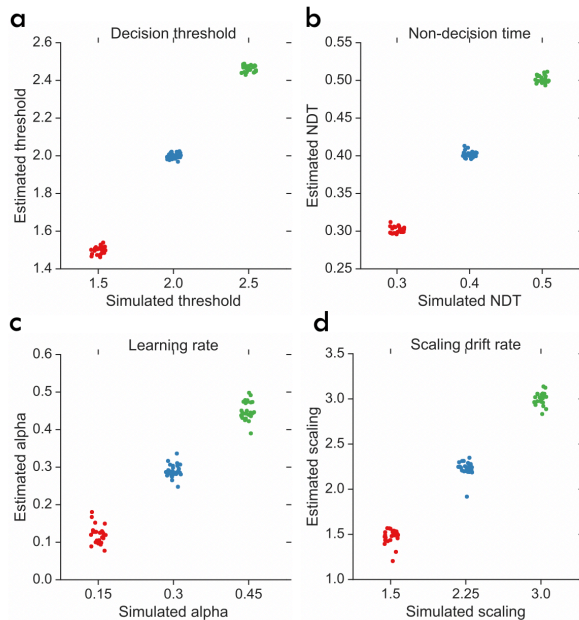 a
Decision threshold
Estimated threshold
2.6
2.4
2.2
2.0
1.8
1.6
1.4
1.5 2.0 2.5
Simulated threshold
b
Non-decision time
Estimated NDT
0.55
0.50
0.45
0.40
0.35
0.30
0.25
0.3 0.4 0.5
Simulated NDT
c
Learning rate
Estimated alpha
0.6
0.5
0.4
0.3
0.2
0.1
0.0
0.15 0.3 0.45
Simulated alpha
d
Scaling drift rate
Estimated scaling
3.5
3.0
2.5
2.0
1.5
1.0
1.5 2.25 3.0
Simulated scaling